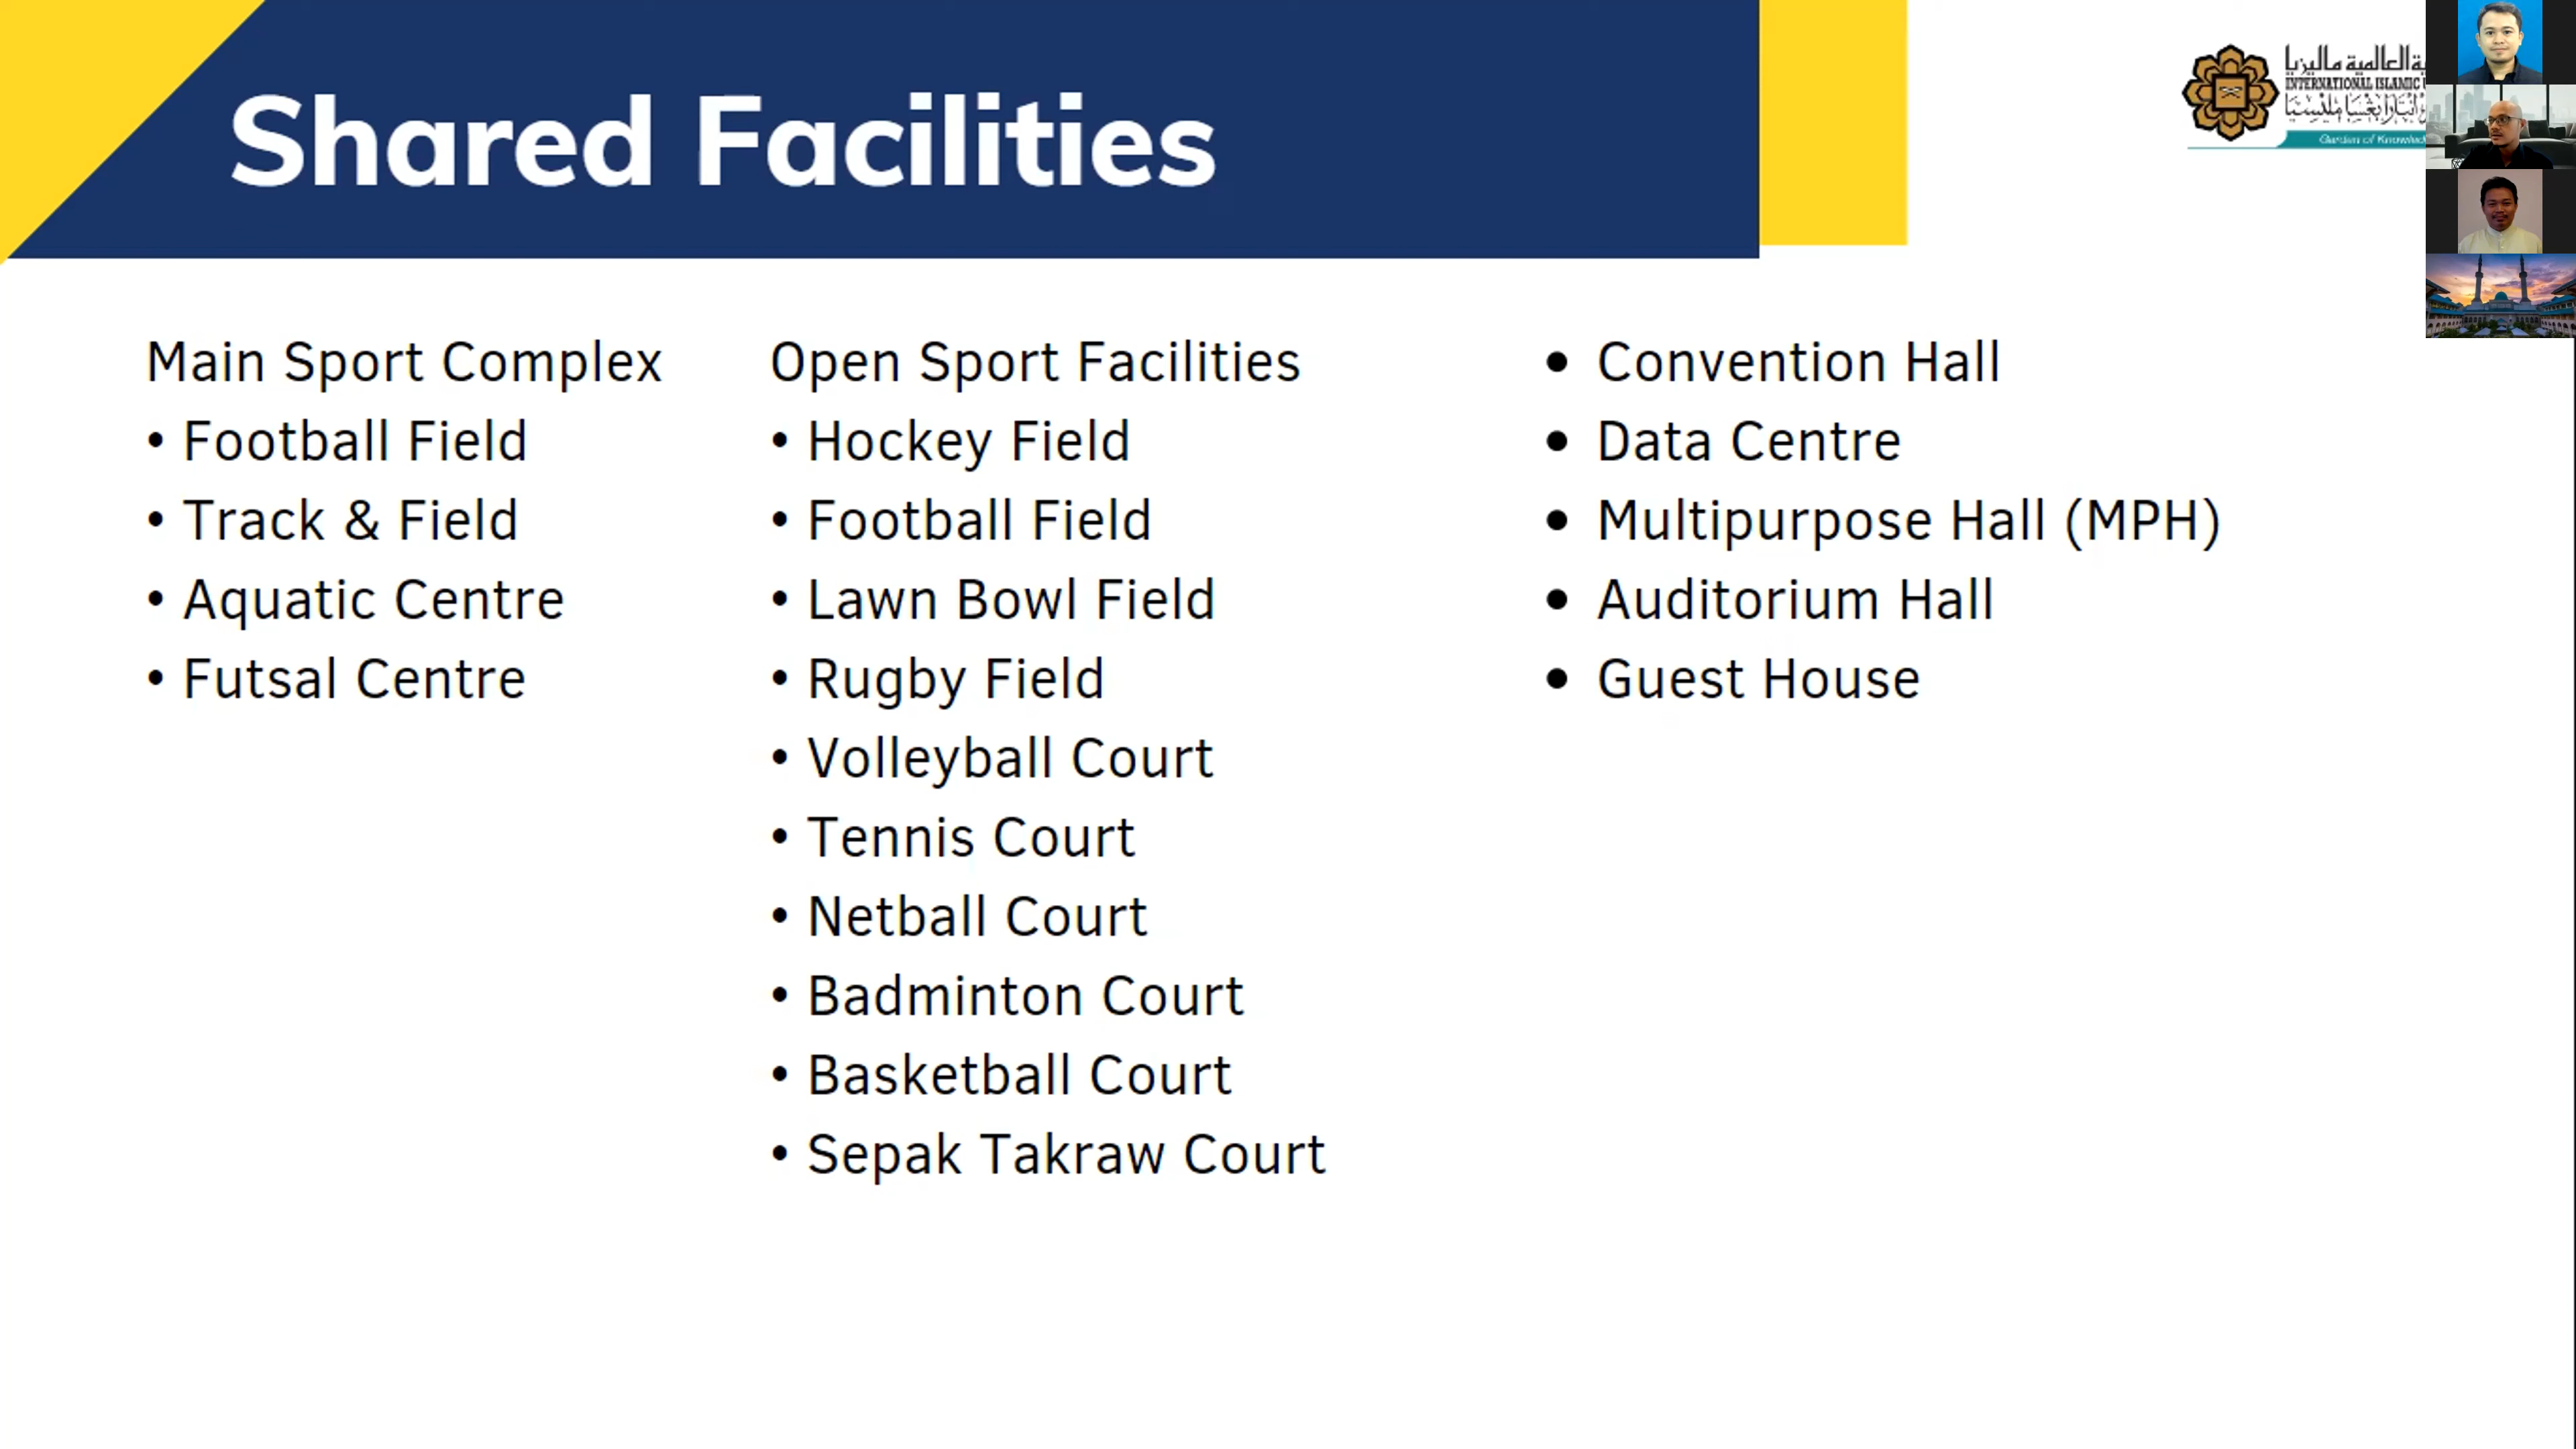 Shared Facilities
INTERNATIONAL ISLAMIC
Main Sport Complex
• Football Field
• Track & Field
• Aquatic Centre
• Futsal Centre
Open Sport Facilities
• Hockey Field
• Football Field
• Lawn Bowl Field
• Rugby Field
• Volleyball Court
• Tennis Court
• Netball Court
• Badminton Court
• Basketball Court
• Sepak Takraw Court
• Convention Hall
• Data Centre
• Multipurpose Hall (MPH)
• Auditorium Hall
• Guest House